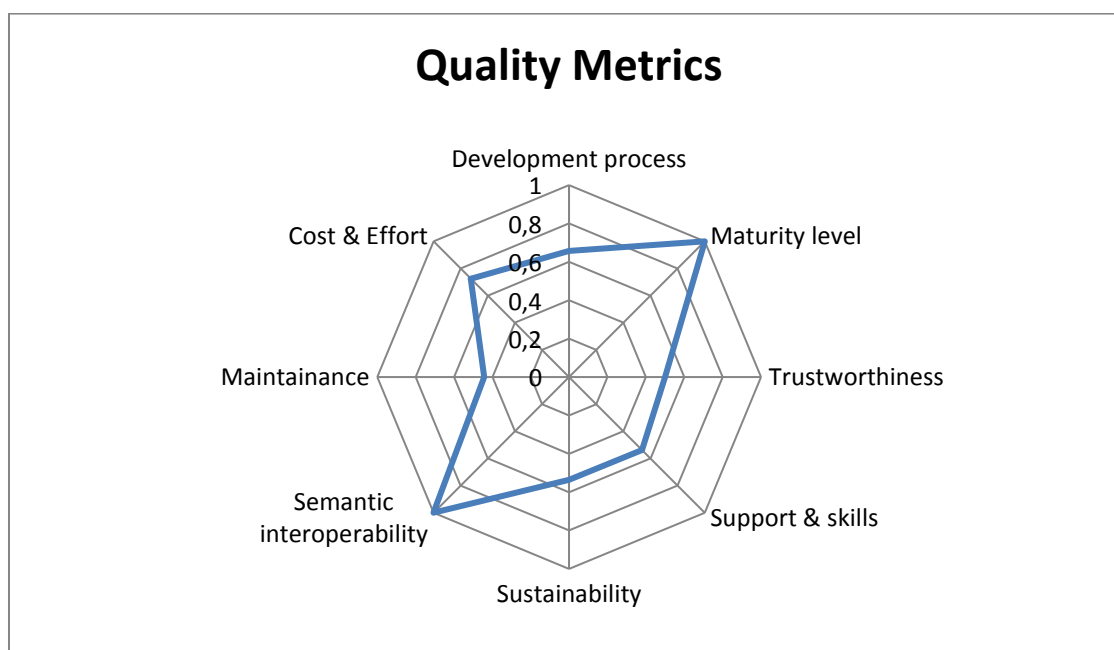 Quality Metrics
Development process
1
0,8
0,6
0,4
0,2
0
Maturity level
Trustworthiness
Support & skills
Sustainability
Semantic
interoperability
Maintainance
Cost & Effort